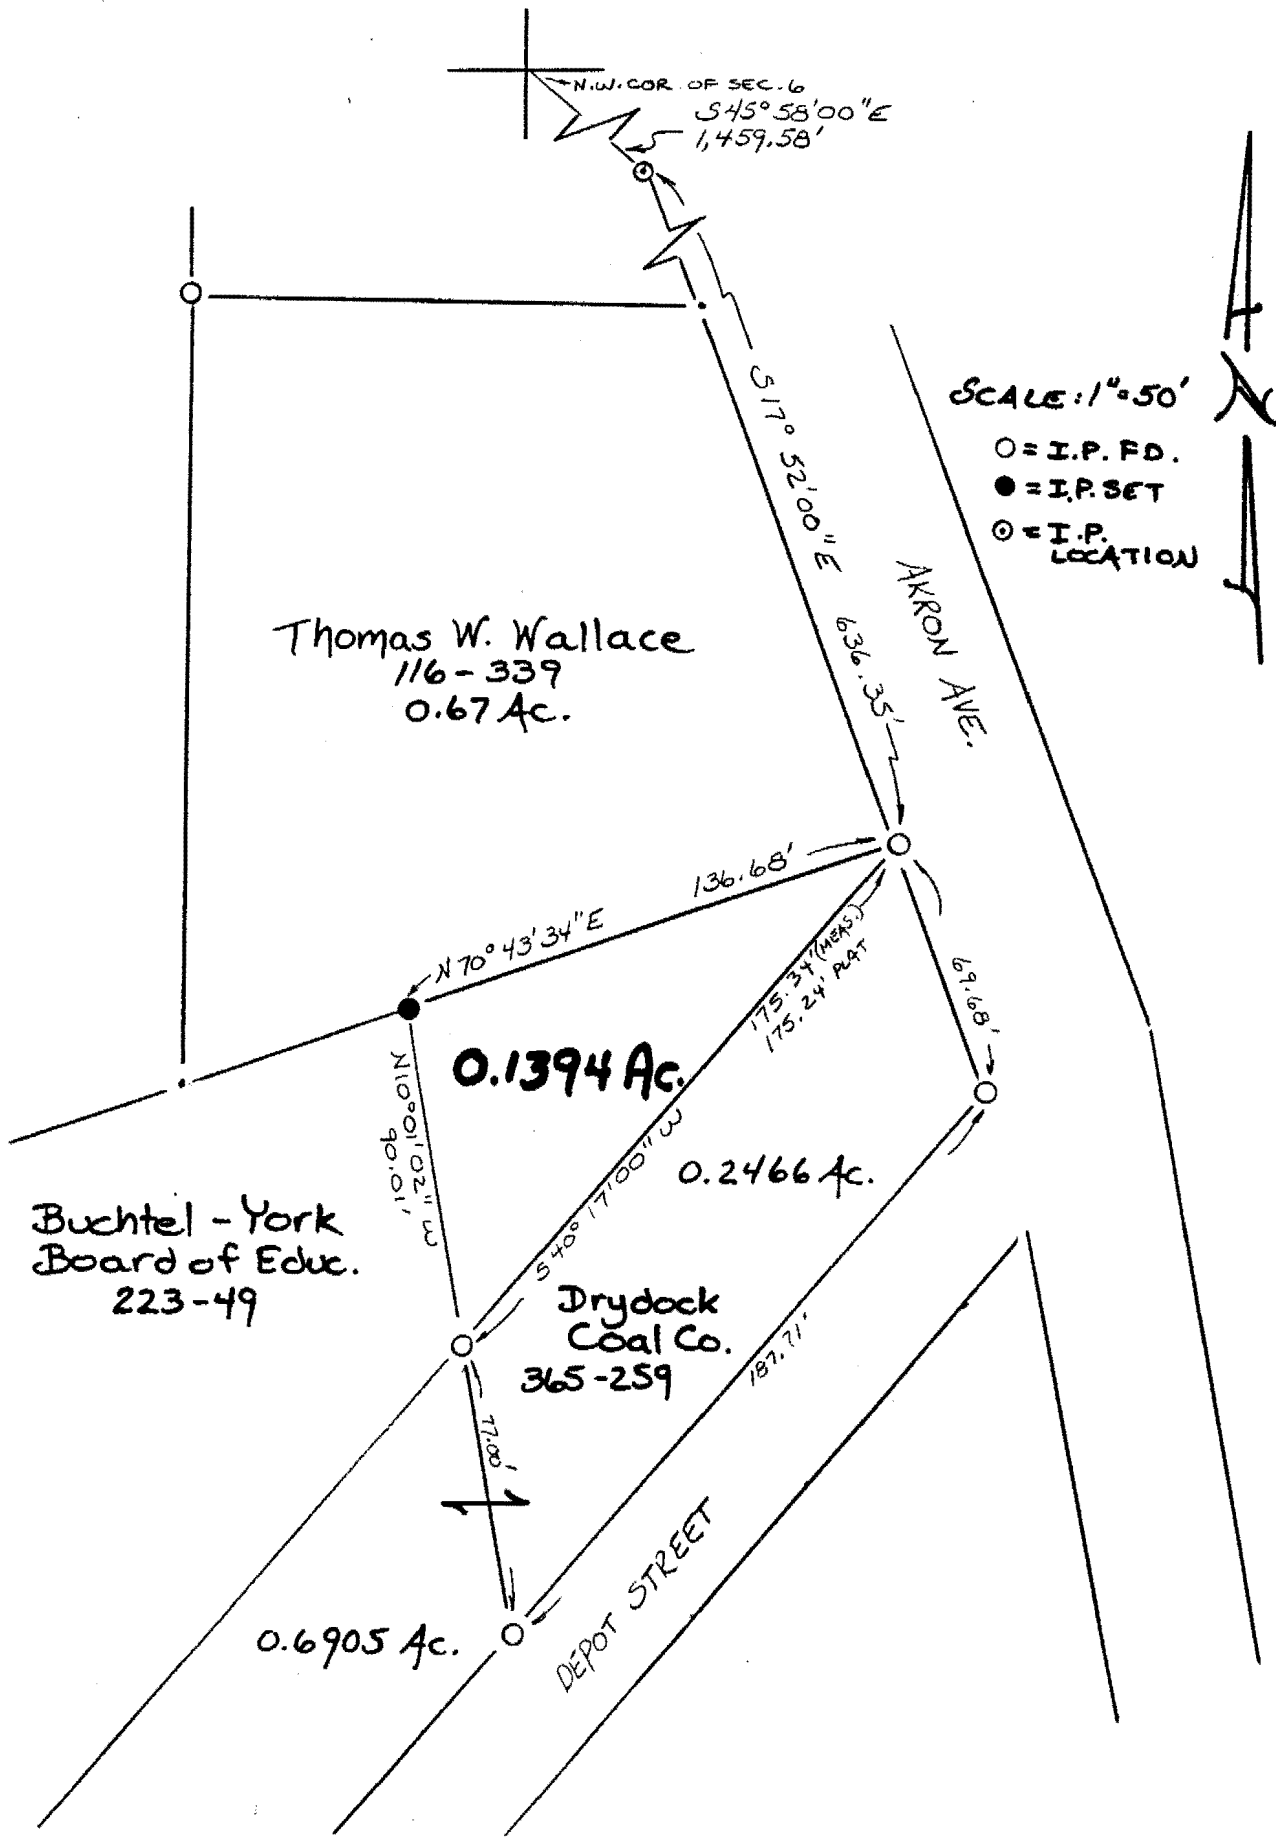 N.W. COR. OF SEC. 6
S45°58'00"E
1,459.58'
SCALE: 1"=50'
○ = I.P. FD.
● = I.P. SET
⊙ = I.P.
LOCATION
S17°52'00"E 636.35'
AKRON AVE.
Thomas W. Wallace
116-339
0.67 Ac.
N70°43'34"E 136.68'
175.34' (MEAS.)
175.24' PLAT
69.68'
0.1394 Ac.
N10°01'02"W
90.01'
S40°17'00"W
0.2466 Ac.
Buchtel-York
Board of Educ.
223-49
Drydock
Coal Co.
365-259
187.71'
77.00'
0.6905 Ac.
DEPOT STREET